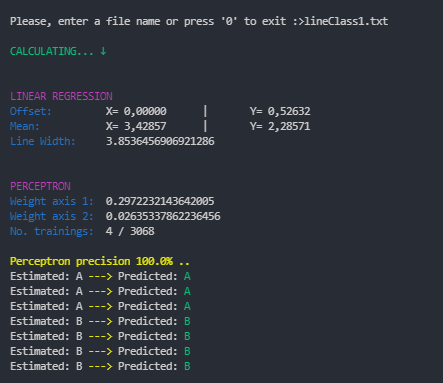 Please, enter a file name or press '0' to exit :>lineClass1.txt
CALCULATING... ↓
LINEAR REGRESSION
Offset: X= 0,00000 | Y= 0,52632
Mean: X= 3,42857 | Y= 2,28571
Line Width: 3.8536456906921286
PERCEPTRON
Weight axis 1: 0.2972232143642005
Weight axis 2: 0.02635337862236456
No. trainings: 4 / 3068
Perceptron precision 100.0% ..
Estimated: A ---> Predicted: A
Estimated: A ---> Predicted: A
Estimated: A ---> Predicted: A
Estimated: B ---> Predicted: B
Estimated: B ---> Predicted: B
Estimated: B ---> Predicted: B
Estimated: B ---> Predicted: B